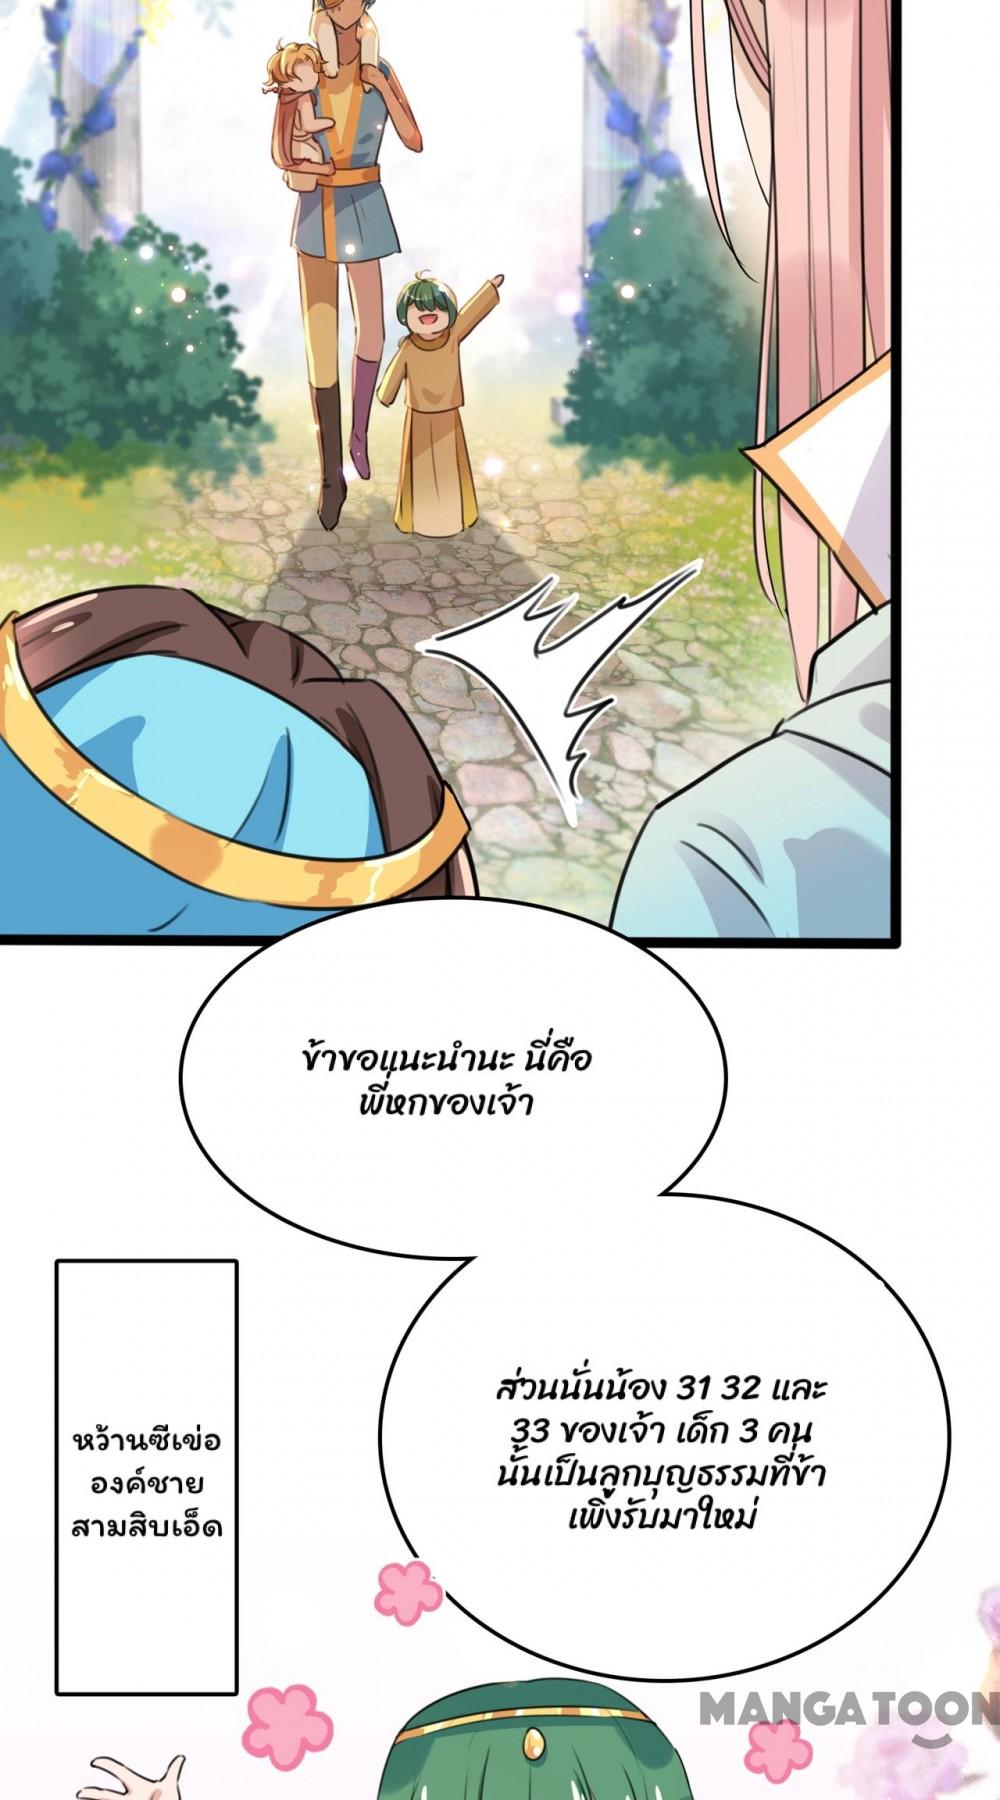 ข้าขอแนะนำนะ นี่คือ
พี่หกของเจ้า
ส่วนนั่นน้อง 31 32 และ
33 ของเจ้า เด็ก 3 คน
นั้นเป็นลูกบุญธรรมที่ข้า
เพิ่งรับมาใหม่
หว้านซีเข่อ
องค์ชาย
สามสิบเอ็ด
MANGATOON